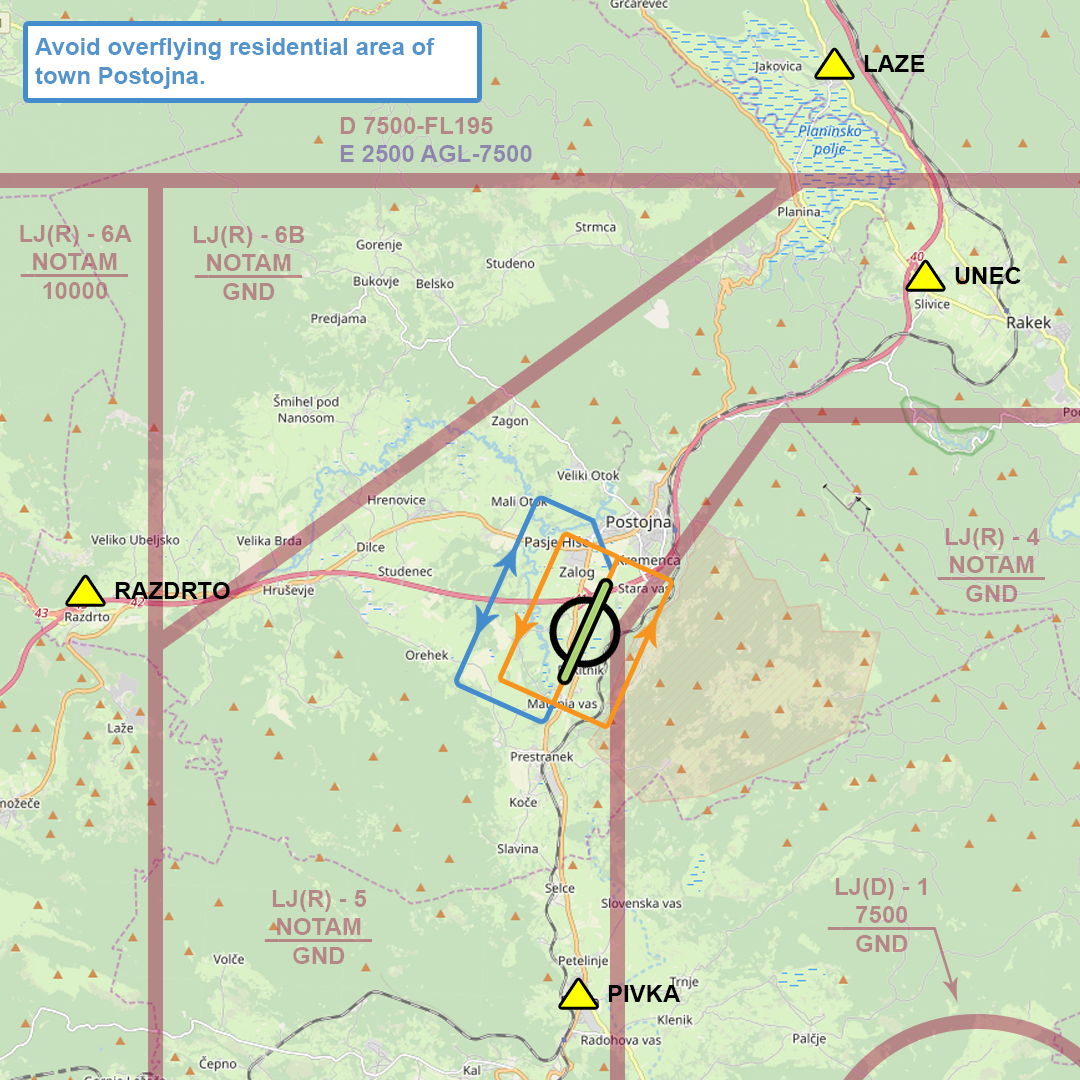 Grčarevec
Avoid overflying residential area of
town Postojna.
Jakovica
LAZE
D 7500-FL195
E 2500 AGL-7500
Planinsko
polje
Planina
LJ(R) - 6A
NOTAM
10000
LJ(R) - 6B
NOTAM
GND
Strmca
Gorenje
Studeno
Bukovje
Belsko
Predjama
40
UNEC
Slivice
Rakek
Šmihel pod
Nanosom
Zagon
Veliki Otok
Hrenovice
Mali Otok
Postojna
Veliko Ubeljsko
Velika Brda
Dilce
Pasje Hiše
Kremenca
Studenec
Zalog
Stara vas
LJ(R) - 4
NOTAM
GND
RAZDRTO
42
43
Razdrto
Hruševje
Orehek
Matenja vas
Laže
Prestranek
Koče
Slavina
Selce
LJ(R) - 5
NOTAM
GND
Slovenska vas
LJ(D) - 1
7500
GND
Volče
Petelinje
Trnje
PIVKA
Klenik
Radohova vas
Palčje
Čepno
Kal